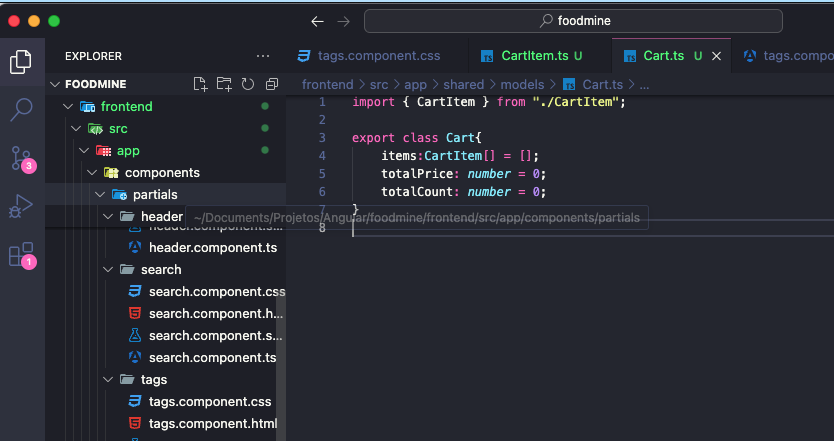 foodmine
EXPLORER
tags.component.css
CartItem.ts U
Cart.ts U
tags.compo
FOODMINE
frontend > src > app > shared > models > Cart.ts > ...
frontend
src
app
components
partials
header
~/Documents/Projetos/Angular/foodmine/frontend/src/app/components/partials
header.component.s...
header.component.ts
search
search.component.css
search.component.h...
search.component.s...
search.component.ts
tags
tags.component.css
tags.component.html
3
1
1 import { CartItem } from "./CartItem";
2
3 export class Cart{
4 items:CartItem[] = [];
5 totalPrice: number = 0;
6 totalCount: number = 0;
7 }
8